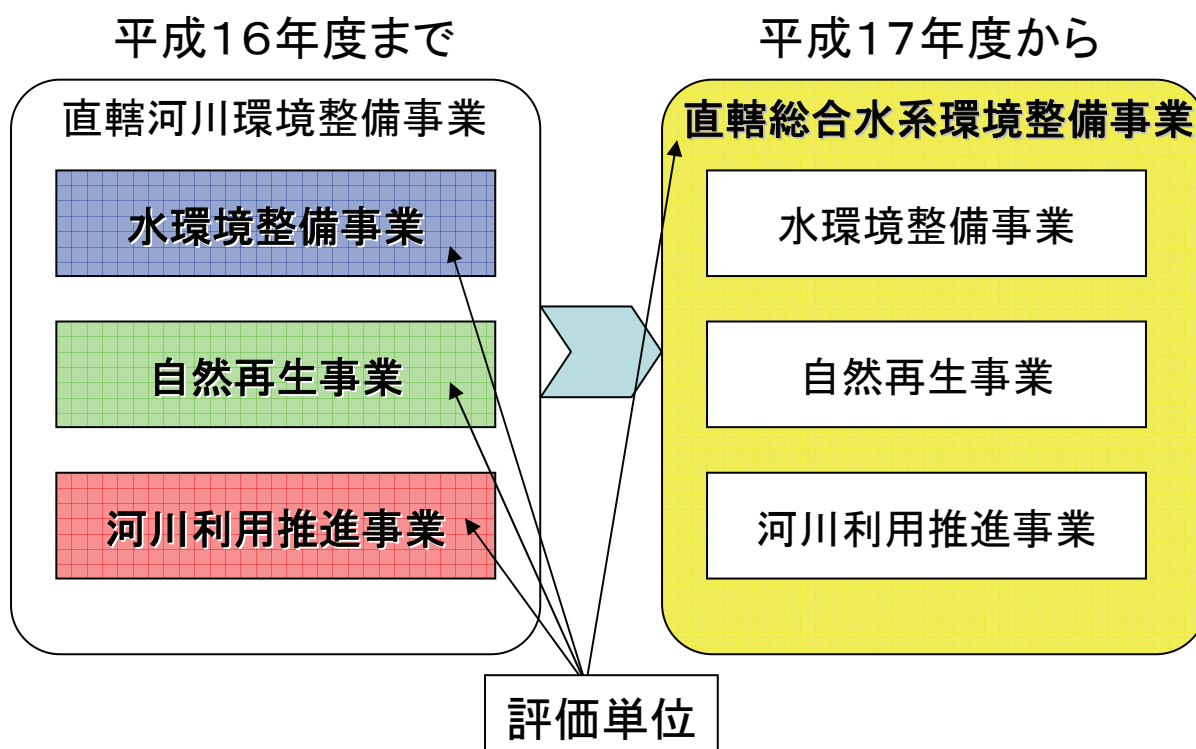 平成16年度まで
直轄河川環境整備事業
水環境整備事業
自然再生事業
河川利用推進事業
平成17年度から
直轄総合水系環境整備事業
水環境整備事業
自然再生事業
河川利用推進事業
評価単位